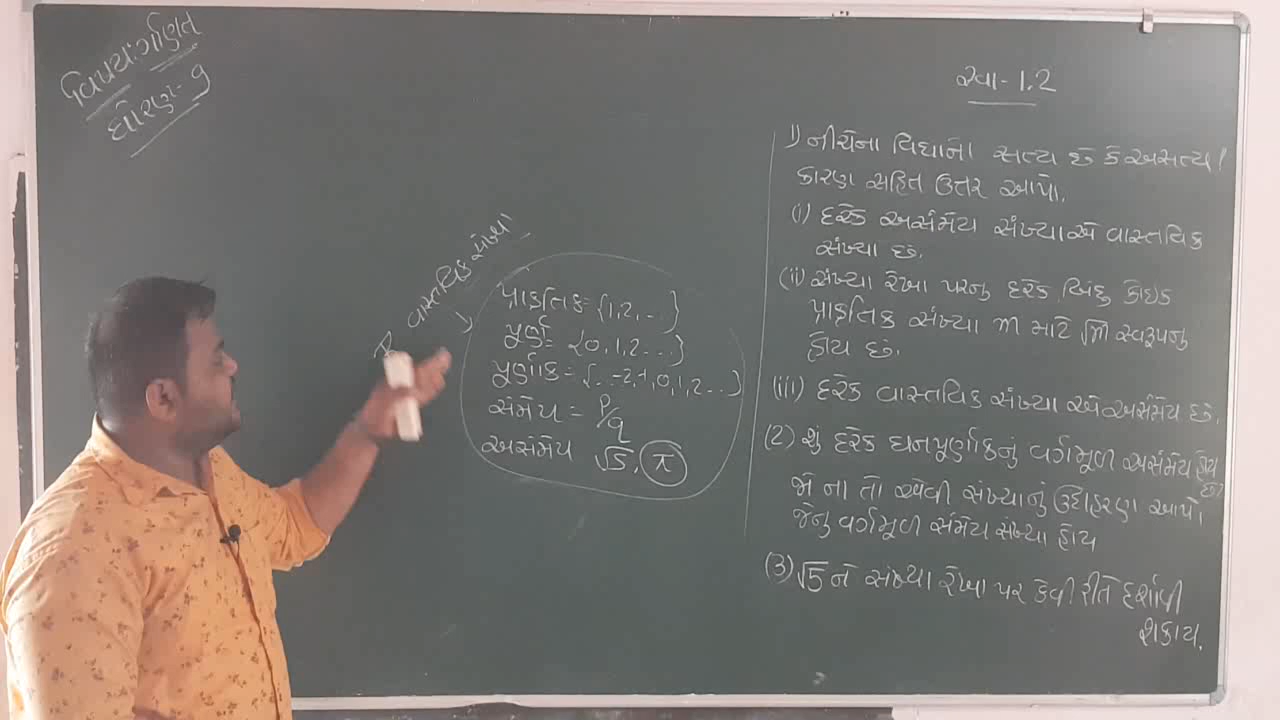 વિષય:ગણિત
ધોરણ-9
R વાસ્તવિક સંખ્યા
પ્રાકૃતિક = {1,2,...}
પૂર્ણ = {0,1,2...}
પૂર્ણાંક = {...-2,-1,0,1,2...}
સંમેય = p/q
અસંમેય √5, π
સ્વા-1.2
1) નીચેના વિધાનો સત્ય છે કે અસત્ય?
કારણ સહિત ઉત્તર આપો.
(i) દરેક અસંમેય સંખ્યા એ વાસ્તવિક
સંખ્યા છે.
(ii) સંખ્યા રેખા પરનુ દરેક બિંદુ કોઇક
પ્રાકૃતિક સંખ્યા m માટે √m સ્વરૂપનુ
હોય છે.
(iii) દરેક વાસ્તવિક સંખ્યા એ અસંમેય છે.
(2) શું દરેક ધનપૂર્ણાંકનું વર્ગમૂળ અસંમેય હોય
છે?
જો ના તો એવી સંખ્યાનું ઉદાહરણ આપો.
જેનુ વર્ગમૂળ સંમેય સંખ્યા હોય
(3) √5 ને સંખ્યા રેખા પર કેવી રીતે દર્શાવી
શકાય.